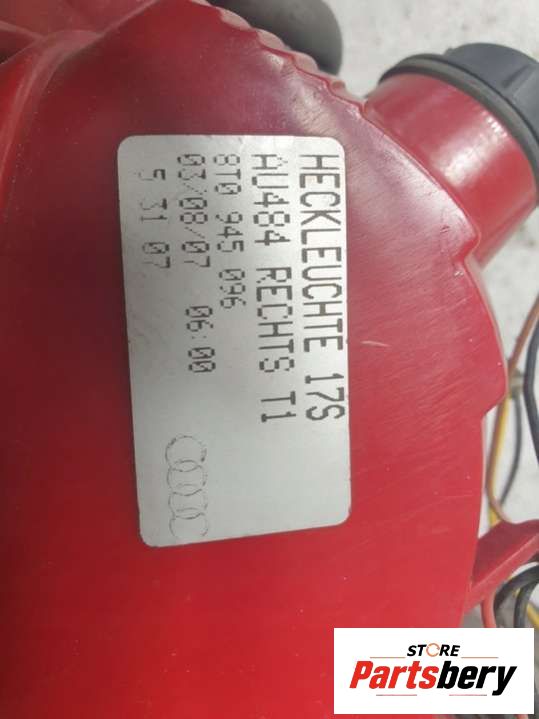 HECKLEUCHTE 17S
AU484 RECHTS T1
8T0 945 096
03/08/07 06:00
5 31 07
STORE
Partsbery